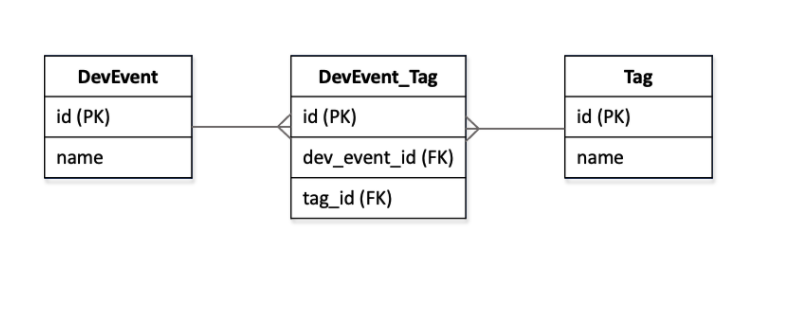 DevEvent
id (PK)
name
DevEvent_Tag
id (PK)
dev_event_id (FK)
tag_id (FK)
Tag
id (PK)
name